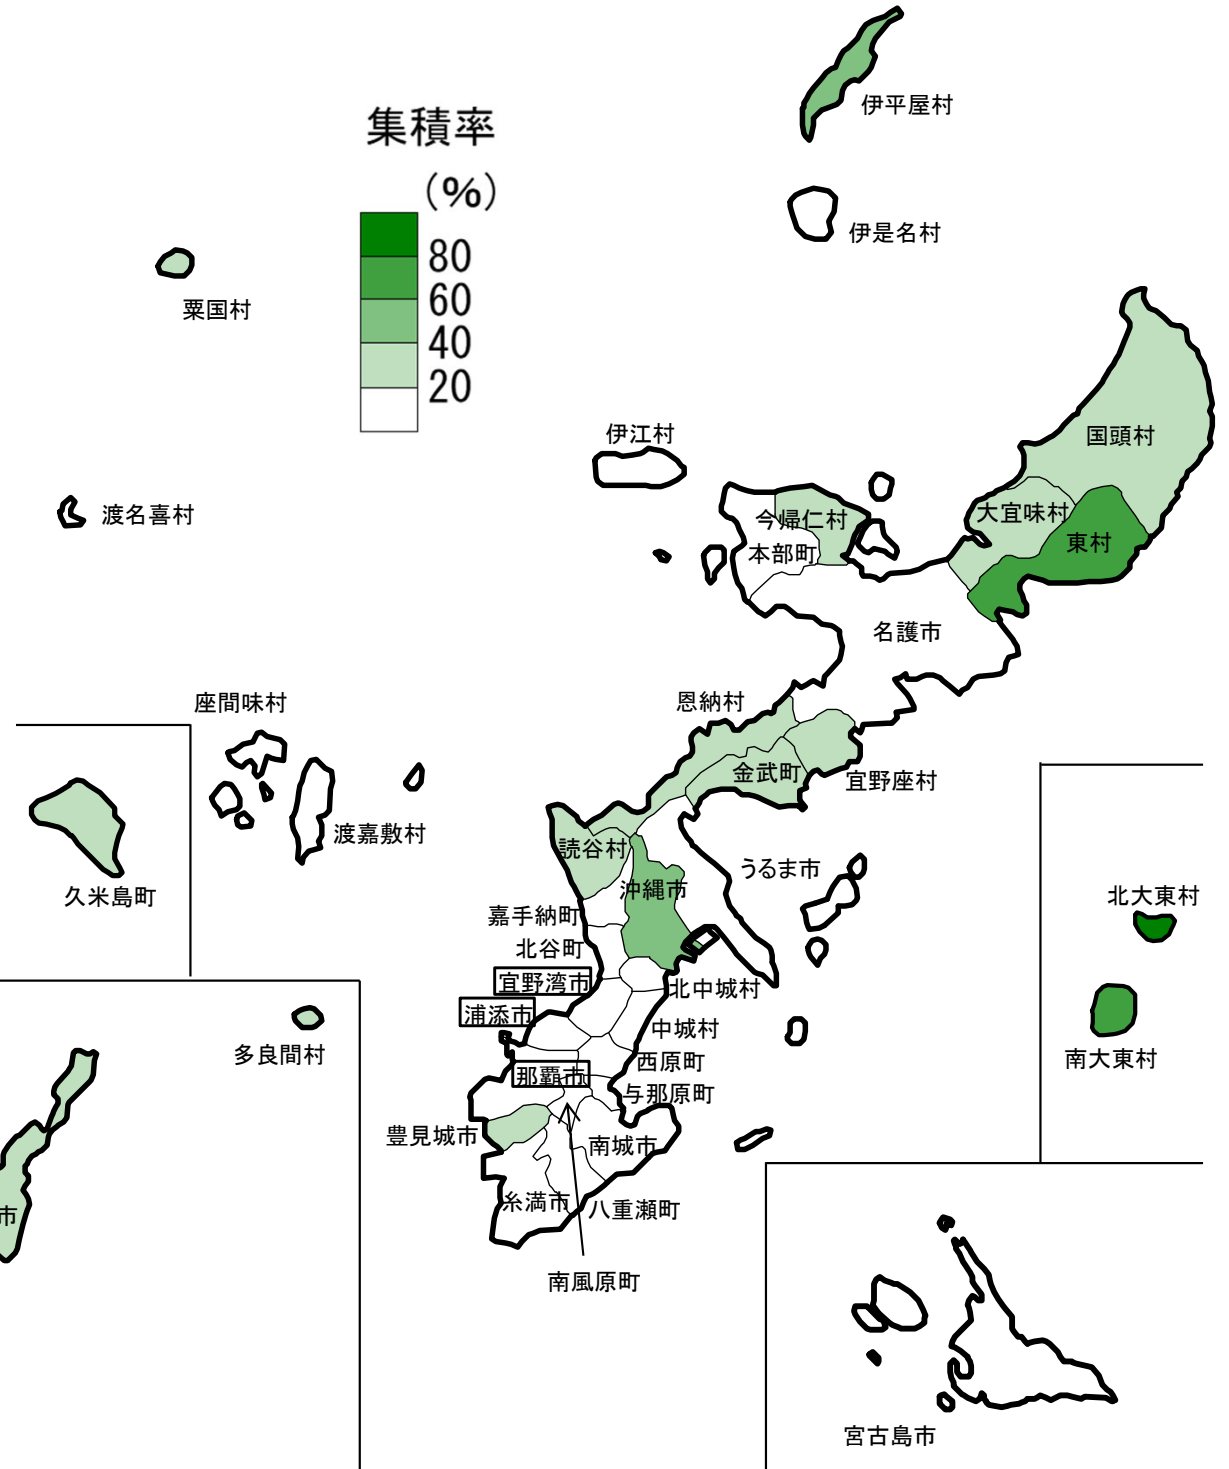 伊平屋村
集積率
(%)
伊是名村
80
60
40
20
粟国村
伊江村
国頭村
渡名喜村
今帰仁村
大宜味村
本部町
東村
名護市
座間味村
恩納村
金武町
宜野座村
渡嘉敷村
読谷村
うるま市
久米島町
沖縄市
北大東村
嘉手納町
北谷町
宜野湾市
北中城村
浦添市
中城村
多良間村
西原町
南大東村
那覇市
与那原町
豊見城市
南城市
糸満市
八重瀬町
市
南風原町
宮古島市